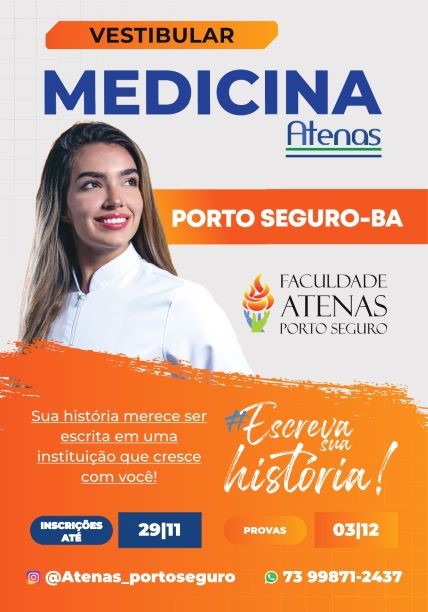 VESTIBULAR
MEDICINA
Atenas
PORTO SEGURO-BA
FACULDADE
ATENAS
PORTO SEGURO
Sua história merece ser
escrita em uma
instituição que cresce
com você!
#Escreva
sua
história!
INSCRIÇÕES
ATÉ
29|11
PROVAS
03|12
@Atenas_portoseguro
73 99871-2437